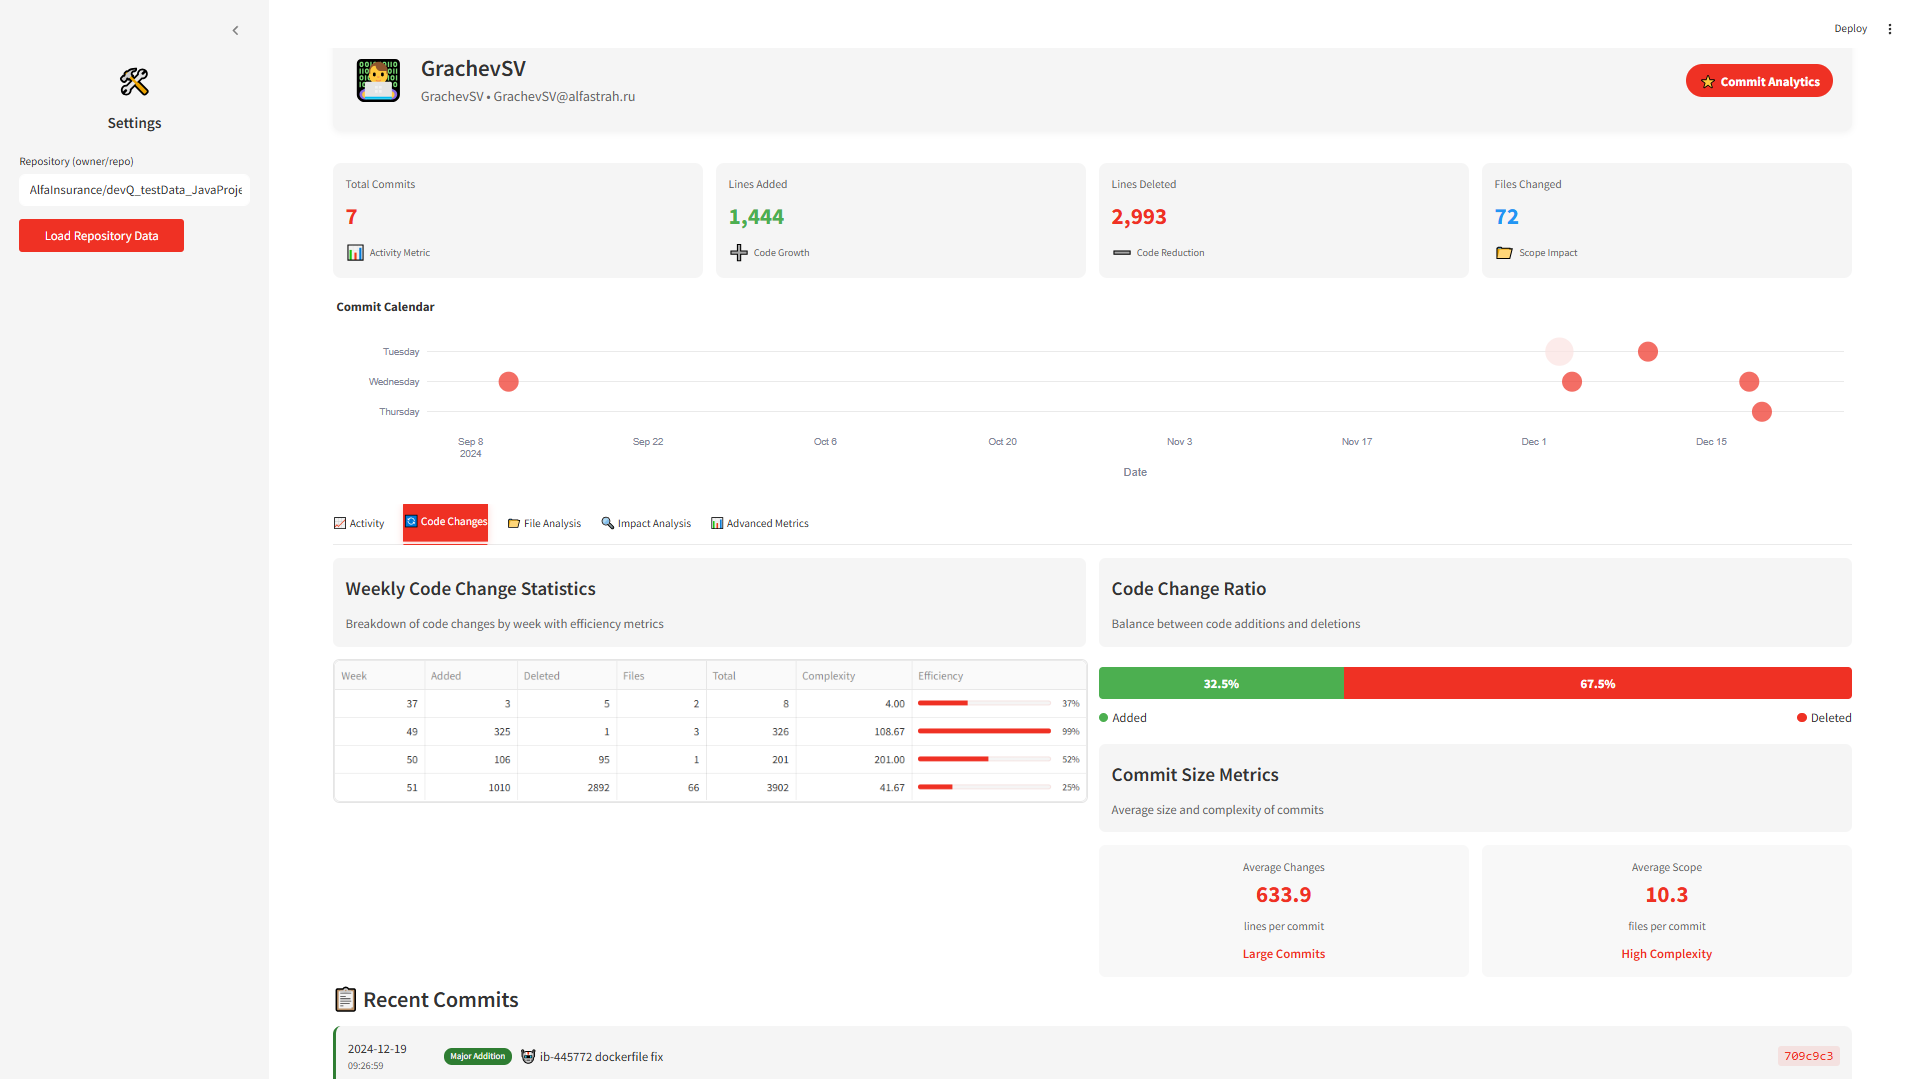 Deploy
Settings
Repository (owner/repo)
AlfaInsurance/devQ_testData_JavaProje
Load Repository Data
GrachevSV
GrachevSV • GrachevSV@alfastrah.ru
Commit Analytics
Total Commits
7
Activity Metric
Lines Added
1,444
Code Growth
Lines Deleted
2,993
Code Reduction
Files Changed
72
Scope Impact
Commit Calendar
Tuesday
Wednesday
Thursday
Sep 8 Sep 22 Oct 6 Oct 20 Nov 3 Nov 17 Dec 1 Dec 15
2024
Date
Activity Code Changes File Analysis Impact Analysis Advanced Metrics
Weekly Code Change Statistics
Breakdown of code changes by week with efficiency metrics
Week Added Deleted Files Total Complexity Efficiency
37 3 5 2 8 4.00 37%
49 325 1 3 326 108.67 99%
50 106 95 1 201 201.00 52%
51 1010 2892 66 3902 41.67 25%
Code Change Ratio
Balance between code additions and deletions
32.5% 67.5%
Added Deleted
Commit Size Metrics
Average size and complexity of commits
Average Changes
633.9
lines per commit
Large Commits
Average Scope
10.3
files per commit
High Complexity
Recent Commits
2024-12-19
09:26:59
Major Addition
ib-445772 dockerfile fix
709c9c3